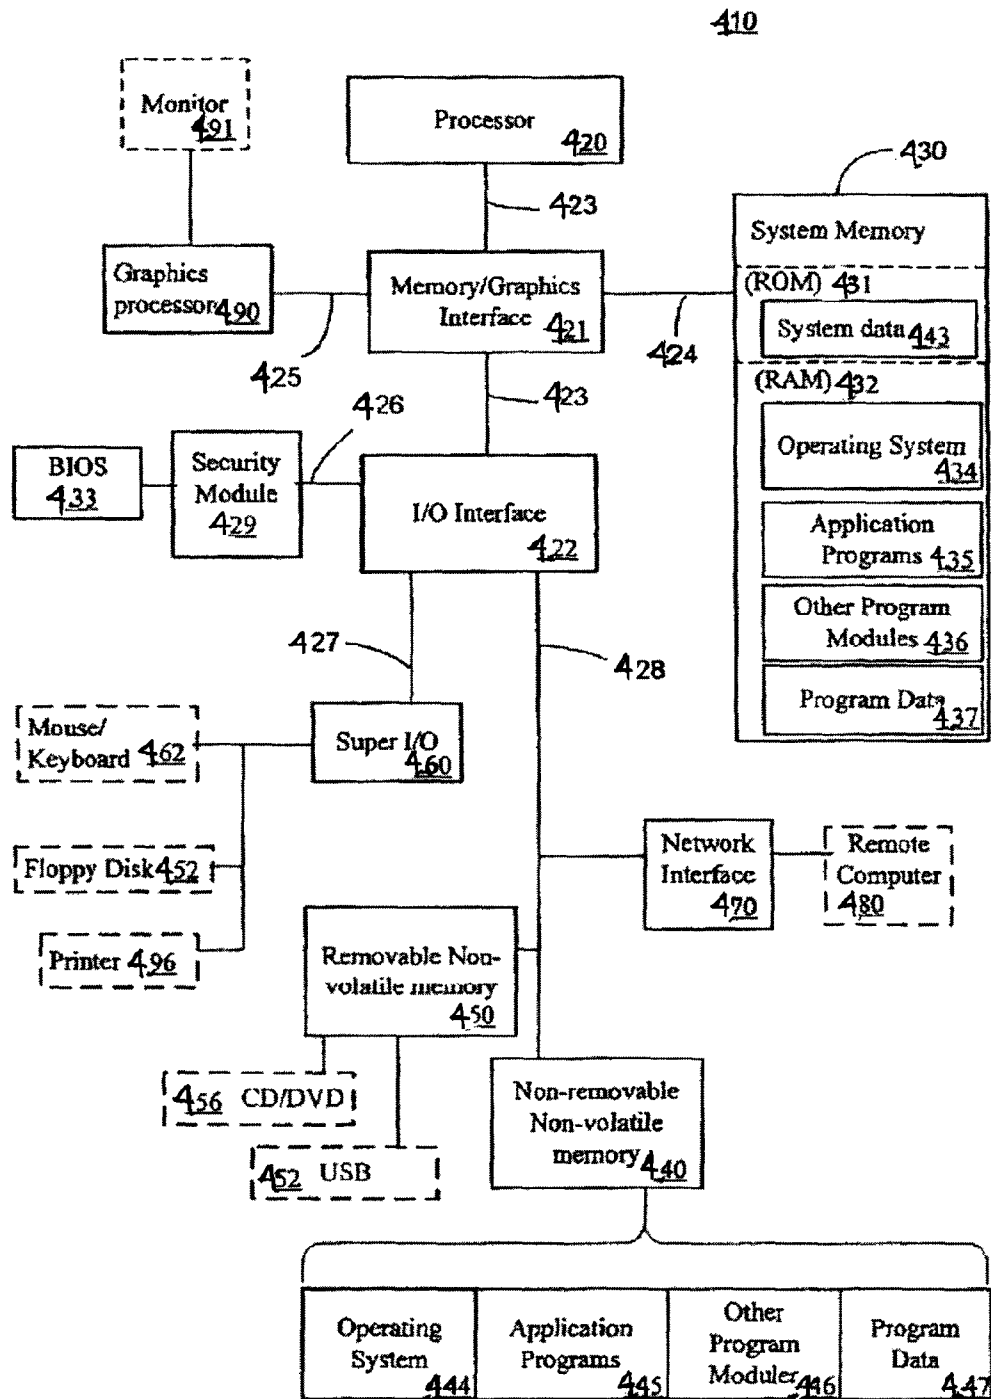 410
Monitor
491
Processor
420
430
423
System Memory
Graphics
processor 490
Memory/Graphics
Interface 421
(ROM) 431
System data 443
425
424
(RAM) 432
423
426
Operating System
434
BIOS
433
Security
Module
429
I/O Interface
422
Application
Programs 435
Other Program
Modules 436
427
428
Program Data
437
Mouse/
Keyboard 462
Super I/O
460
Floppy Disk 452
Network
Interface
470
Remote
Computer
480
Printer 496
Removable Non-
volatile memory
450
456 CD/DVD
452 USB
Non-removable
Non-volatile
memory 440
Operating
System
444
Application
Programs
445
Other
Program
Moduler 446
Program
Data
447